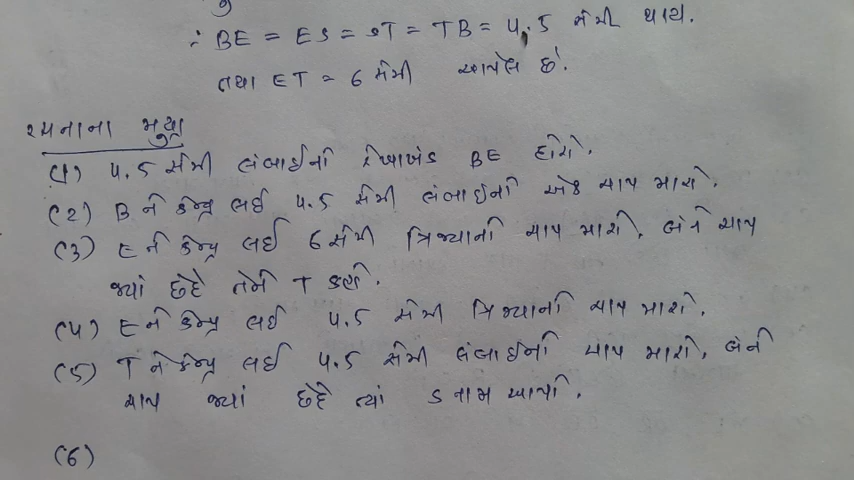 ∴ BE = ES = ST = TB = 4.5 સેમી થાય.
તથા ET = 6 સેમી આપેલ છે.
રચનાના મુદ્દા
(1) 4.5 સેમી લંબાઈનો રેખાખંડ BE દોરો.
(2) B ને કેન્દ્ર લઈ 4.5 સેમી લંબાઈની એક ચાપ મારો.
(3) E ને કેન્દ્ર લઈ 6 સેમી ત્રિજ્યાની ચાપ મારો. બંને ચાપ
જ્યાં છેદે તેને T કહો.
(4) E ને કેન્દ્ર લઈ 4.5 સેમી ત્રિજ્યાની ચાપ મારો.
(5) T ને કેન્દ્ર લઈ 4.5 સેમી લંબાઈની ચાપ મારો. બંને
ચાપ જ્યાં છેદે ત્યાં S નામ આપો.
(6)